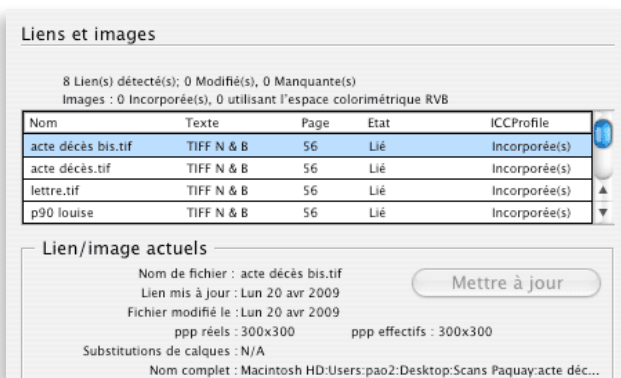 Liens et images
8 Lien(s) détecté(s); 0 Modifié(s), 0 Manquante(s)
Images : 0 Incorporée(s), 0 utilisant l'espace colorimétrique RVB
Nom Texte Page Etat ICCProfile
acte décès bis.tif TIFF N & B 56 Lié Incorporée(s)
acte décès.tif TIFF N & B 56 Lié Incorporée(s)
lettre.tif TIFF N & B 56 Lié Incorporée(s)
p90 louise TIFF N & B 56 Lié Incorporée(s)
Lien/image actuels
Nom de fichier : acte décès bis.tif
Mettre à jour
Lien mis à jour : Lun 20 avr 2009
Fichier modifié le : Lun 20 avr 2009
ppp réels : 300x300 ppp effectifs : 300x300
Substitutions de calques : N/A
Nom complet : Macintosh HD:Users:pao2:Desktop:Scans Paquay:acte déc...